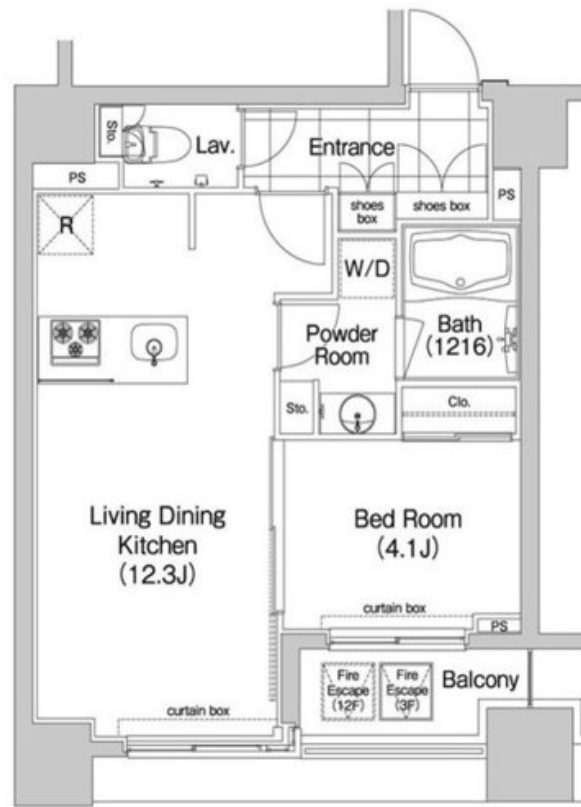 Sto.
Lav.
Entrance
PS
shoes
box
shoes box
PS
R
W/D
Powder
Room
Bath
(1216)
Sto.
Clo.
Living Dining
Kitchen
(12.3J)
Bed Room
(4.1J)
curtain box
PS
Fire
Escape
(12F)
Fire
Escape
(3F)
Balcony
curtain box